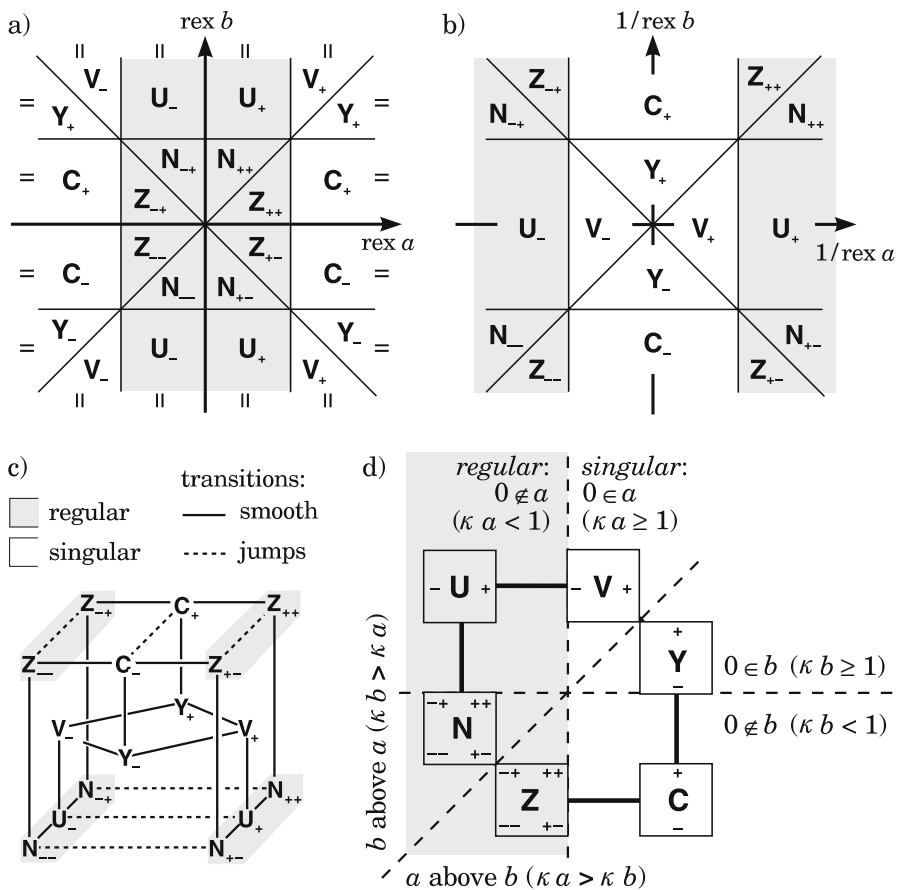 a)
rex b
= = = =
V₋ U₋ U₊ V₊
= Y₊ Y₊ =
N₋₊ N₊₊
= C₊ C₊ =
Z₋₊ Z₊₊
rex a
Z₋₋ Z₊₋
= C₋ C₋ =
N₋₋ N₊₋
= Y₋ Y₋ =
V₋ U₋ U₊ V₊
= = = =
b)
1/rex b
Z₋₊ Z₊₊
N₋₊ C₊ N₊₊
Y₊
U₋ V₋ V₊ U₊
1/rex a
Y₋
N₋₋ C₋ N₊₋
Z₋₋ Z₊₋
c)
transitions:
regular smooth
singular jumps
Z₋₊ C₊ Z₊₊
Z₋₋ C₋ Z₊₋
Y₊
V₋ V₊
Y₋
N₋₊ N₊₊
U₋ U₊
N₋₋ N₊₋
d)
regular: singular:
0 ∉ a 0 ∈ a
(κ a < 1) (κ a ≥ 1)
− U + − V +
+
Y
−
0 ∈ b (κ b ≥ 1)
0 ∉ b (κ b < 1)
−+ ++
N
−− +−
−+ ++
Z
−− +−
+
C
−
b above a (κ b > κ a)
a above b (κ a > κ b)